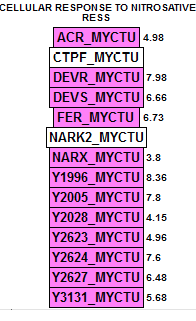 CELLULAR RESPONSE TO NITROSATIVE
RESS
ACR_MYCTU 4.98
CTPF_MYCTU
DEVR_MYCTU 7.98
DEVS_MYCTU 6.66
FER_MYCTU 6.73
NARK2_MYCTU
NARX_MYCTU 3.8
Y1996_MYCTU 8.36
Y2005_MYCTU 7.8
Y2028_MYCTU 4.15
Y2623_MYCTU 4.96
Y2624_MYCTU 7.6
Y2627_MYCTU 6.48
Y3131_MYCTU 5.68